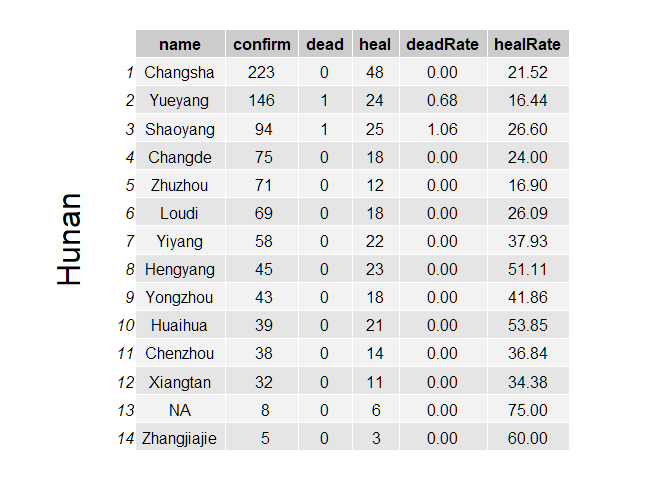 Hunan
name confirm dead heal deadRate healRate
1 Changsha 223 0 48 0.00 21.52
2 Yueyang 146 1 24 0.68 16.44
3 Shaoyang 94 1 25 1.06 26.60
4 Changde 75 0 18 0.00 24.00
5 Zhuzhou 71 0 12 0.00 16.90
6 Loudi 69 0 18 0.00 26.09
7 Yiyang 58 0 22 0.00 37.93
8 Hengyang 45 0 23 0.00 51.11
9 Yongzhou 43 0 18 0.00 41.86
10 Huaihua 39 0 21 0.00 53.85
11 Chenzhou 38 0 14 0.00 36.84
12 Xiangtan 32 0 11 0.00 34.38
13 NA 8 0 6 0.00 75.00
14 Zhangjiajie 5 0 3 0.00 60.00